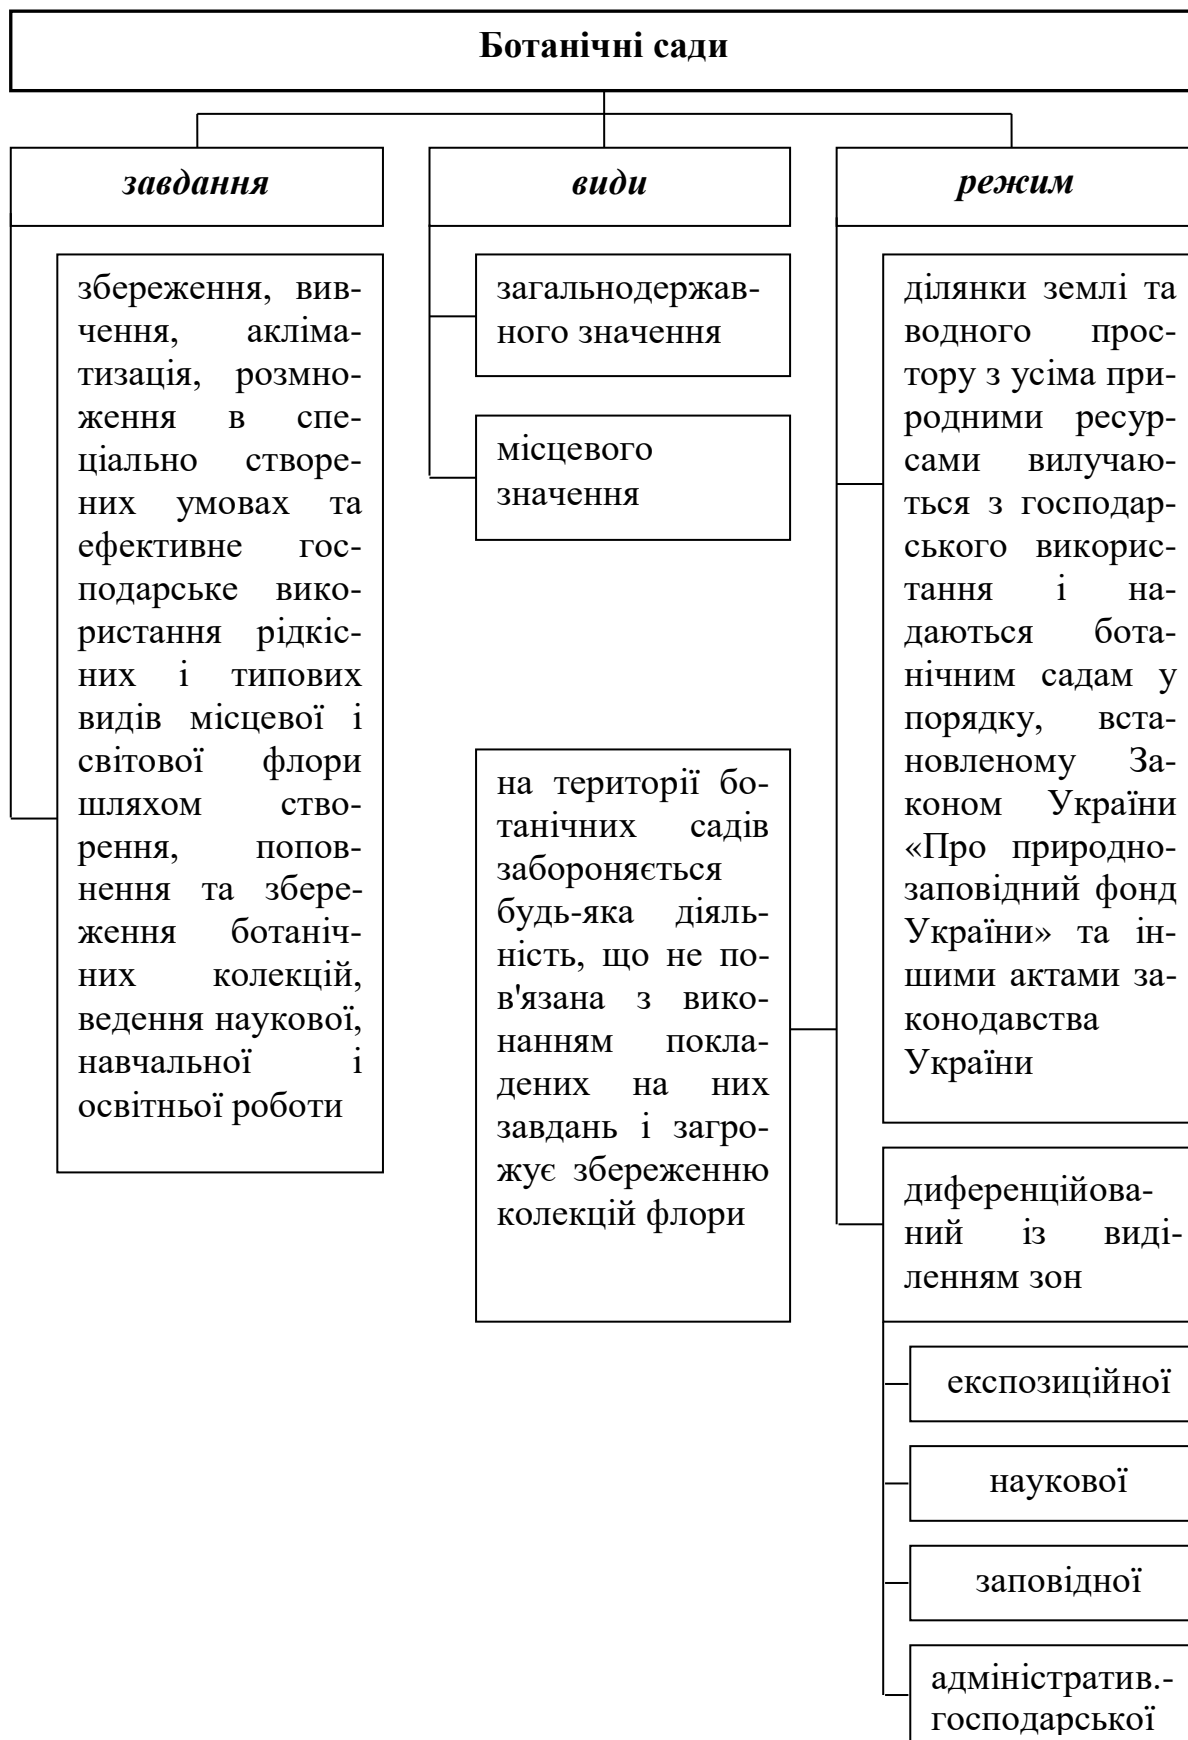 Ботанічні сади
завдання
види
режим
збереження, вив-
чення, акліма-
тизація, розмно-
ження в спе-
ціально створе-
них умовах та
ефективне гос-
подарське вико-
ристання рідкіс-
них і типових
видів місцевої і
світової флори
шляхом ство-
рення, попов-
нення та збере-
ження ботаніч-
них колекцій,
ведення наукової,
навчальної і
освітньої роботи
загальнодержав-
ного значення
місцевого
значення
на території бо-
танічних садів
забороняється
будь-яка діяль-
ність, що не по-
в'язана з вико-
нанням покла-
дених на них
завдань і загро-
жує збереженню
колекцій флори
ділянки землі та
водного прос-
тору з усіма при-
родними ресур-
сами вилучаю-
ться з господар-
ського викорис-
тання і на-
даються бота-
нічним садам у
порядку, вста-
новленому За-
коном України
«Про природно-
заповідний фонд
України» та ін-
шими актами за-
конодавства
України
диференційова-
ний із виді-
ленням зон
експозиційної
наукової
заповідної
адміністратив.-
господарської